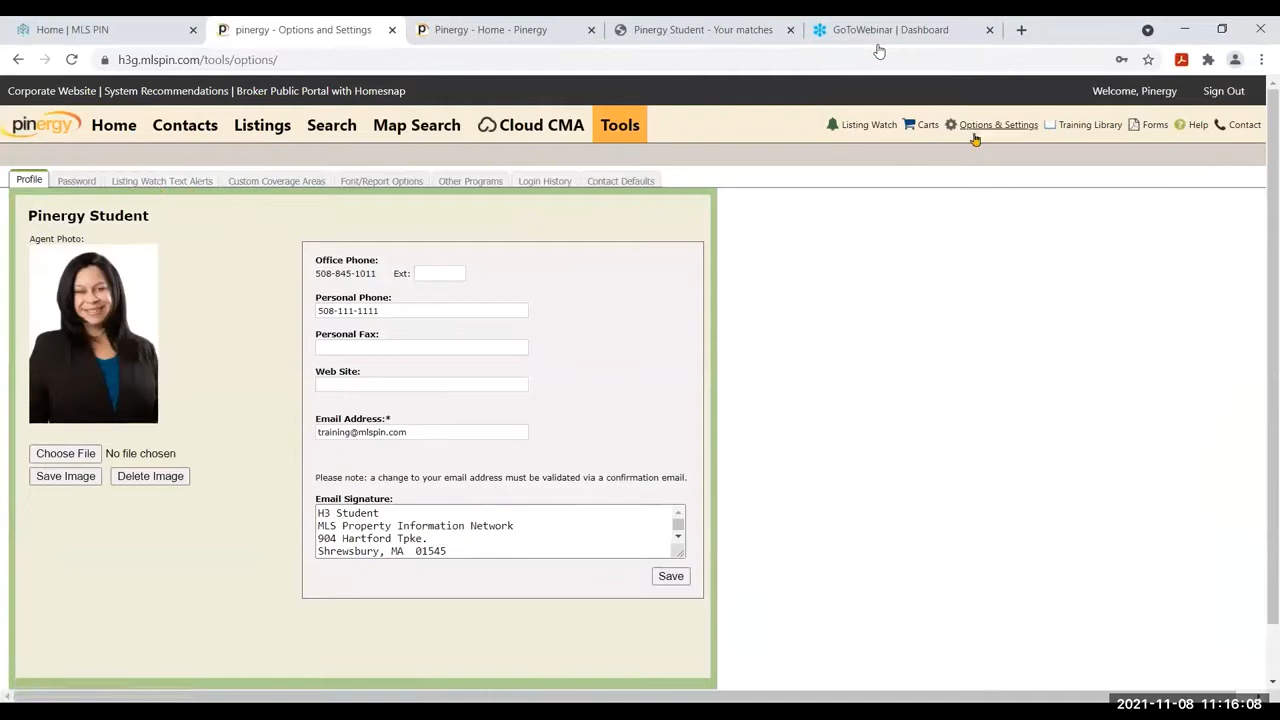 Home | MLS PIN
pinergy - Options and Settings
Pinergy - Home - Pinergy
Pinergy Student - Your matches
GoToWebinar | Dashboard
h3g.mlspin.com/tools/options/
Corporate Website | System Recommendations | Broker Public Portal with Homesnap
Welcome, Pinergy
Sign Out
pinergy
Home
Contacts
Listings
Search
Map Search
Cloud CMA
Tools
Listing Watch
Carts
Options & Settings
Training Library
Forms
Help
Contact
Profile
Password
Listing Watch Text Alerts
Custom Coverage Areas
Font/Report Options
Other Programs
Login History
Contact Defaults
Pinergy Student
Agent Photo:
Choose File No file chosen
Save Image
Delete Image
Office Phone:
508-845-1011 Ext:
Personal Phone:
508-111-1111
Personal Fax:
Web Site:
Email Address:*
training@mlspin.com
Please note: a change to your email address must be validated via a confirmation email.
Email Signature:
H3 Student
MLS Property Information Network
904 Hartford Tpke.
Shrewsbury, MA 01545
Save
2021-11-08 11:16:08